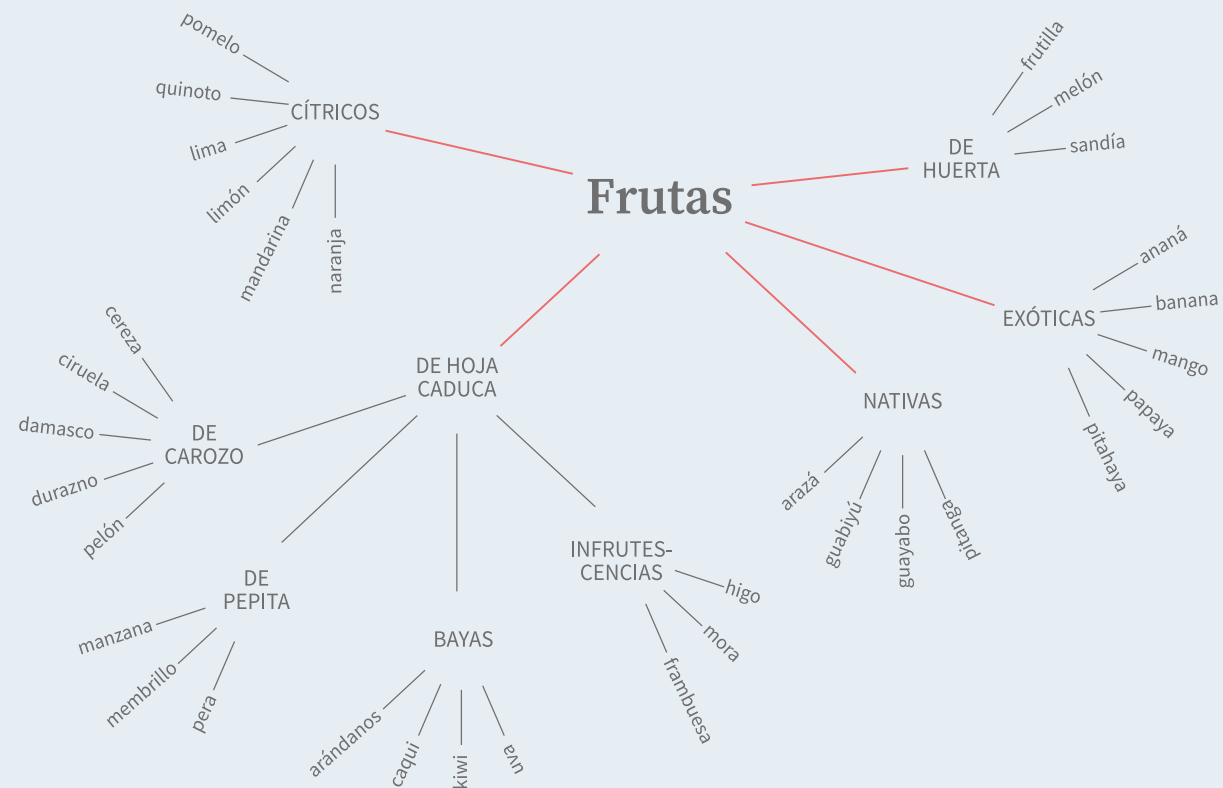 Frutas
CÍTRICOS
pomelo
quinoto
lima
limón
mandarina
naranja
DE
HUERTA
frutilla
melón
sandía
EXÓTICAS
ananá
banana
mango
papaya
pitahaya
NATIVAS
arazá
guabiyú
guayabo
pitanga
DE HOJA
CADUCA
DE
CAROZO
cereza
ciruela
damasco
durazno
pelón
DE
PEPITA
manzana
membrillo
pera
BAYAS
arándanos
caqui
kiwi
uva
INFRUTES-
CENCIAS
higo
mora
frambuesa